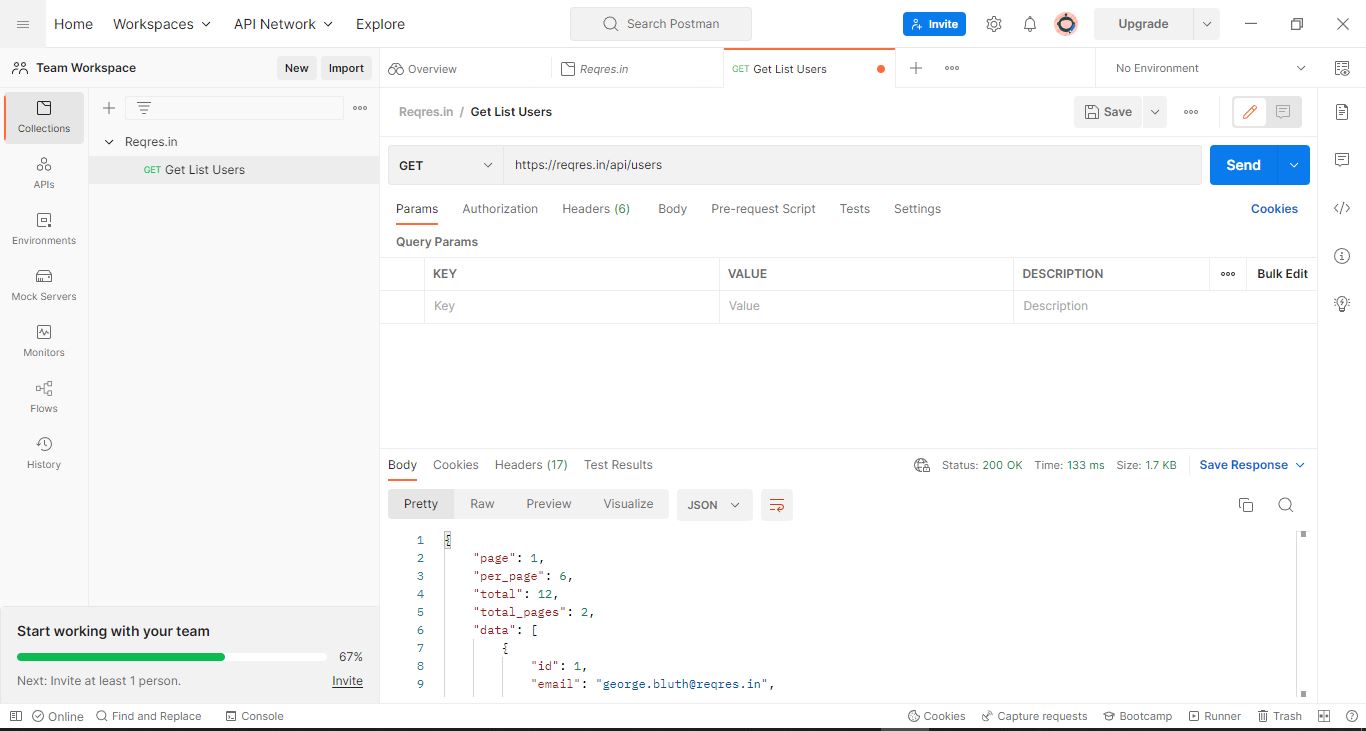 Home Workspaces API Network Explore Search Postman Invite Upgrade
Team Workspace New Import Overview Reqres.in GET Get List Users No Environment
Collections
APIs
Environments
Mock Servers
Monitors
Flows
History
Reqres.in
GET Get List Users
Reqres.in / Get List Users Save
GET https://reqres.in/api/users Send
Params Authorization Headers (6) Body Pre-request Script Tests Settings Cookies
Query Params
KEY VALUE DESCRIPTION Bulk Edit
Key Value Description
Body Cookies Headers (17) Test Results Status: 200 OK Time: 133 ms Size: 1.7 KB Save Response
Pretty Raw Preview Visualize JSON
1 {
2 "page": 1,
3 "per_page": 6,
4 "total": 12,
5 "total_pages": 2,
6 "data": [
7 {
8 "id": 1,
9 "email": "george.bluth@reqres.in",
Start working with your team
67%
Next: Invite at least 1 person. Invite
Online Find and Replace Console Cookies Capture requests Bootcamp Runner Trash